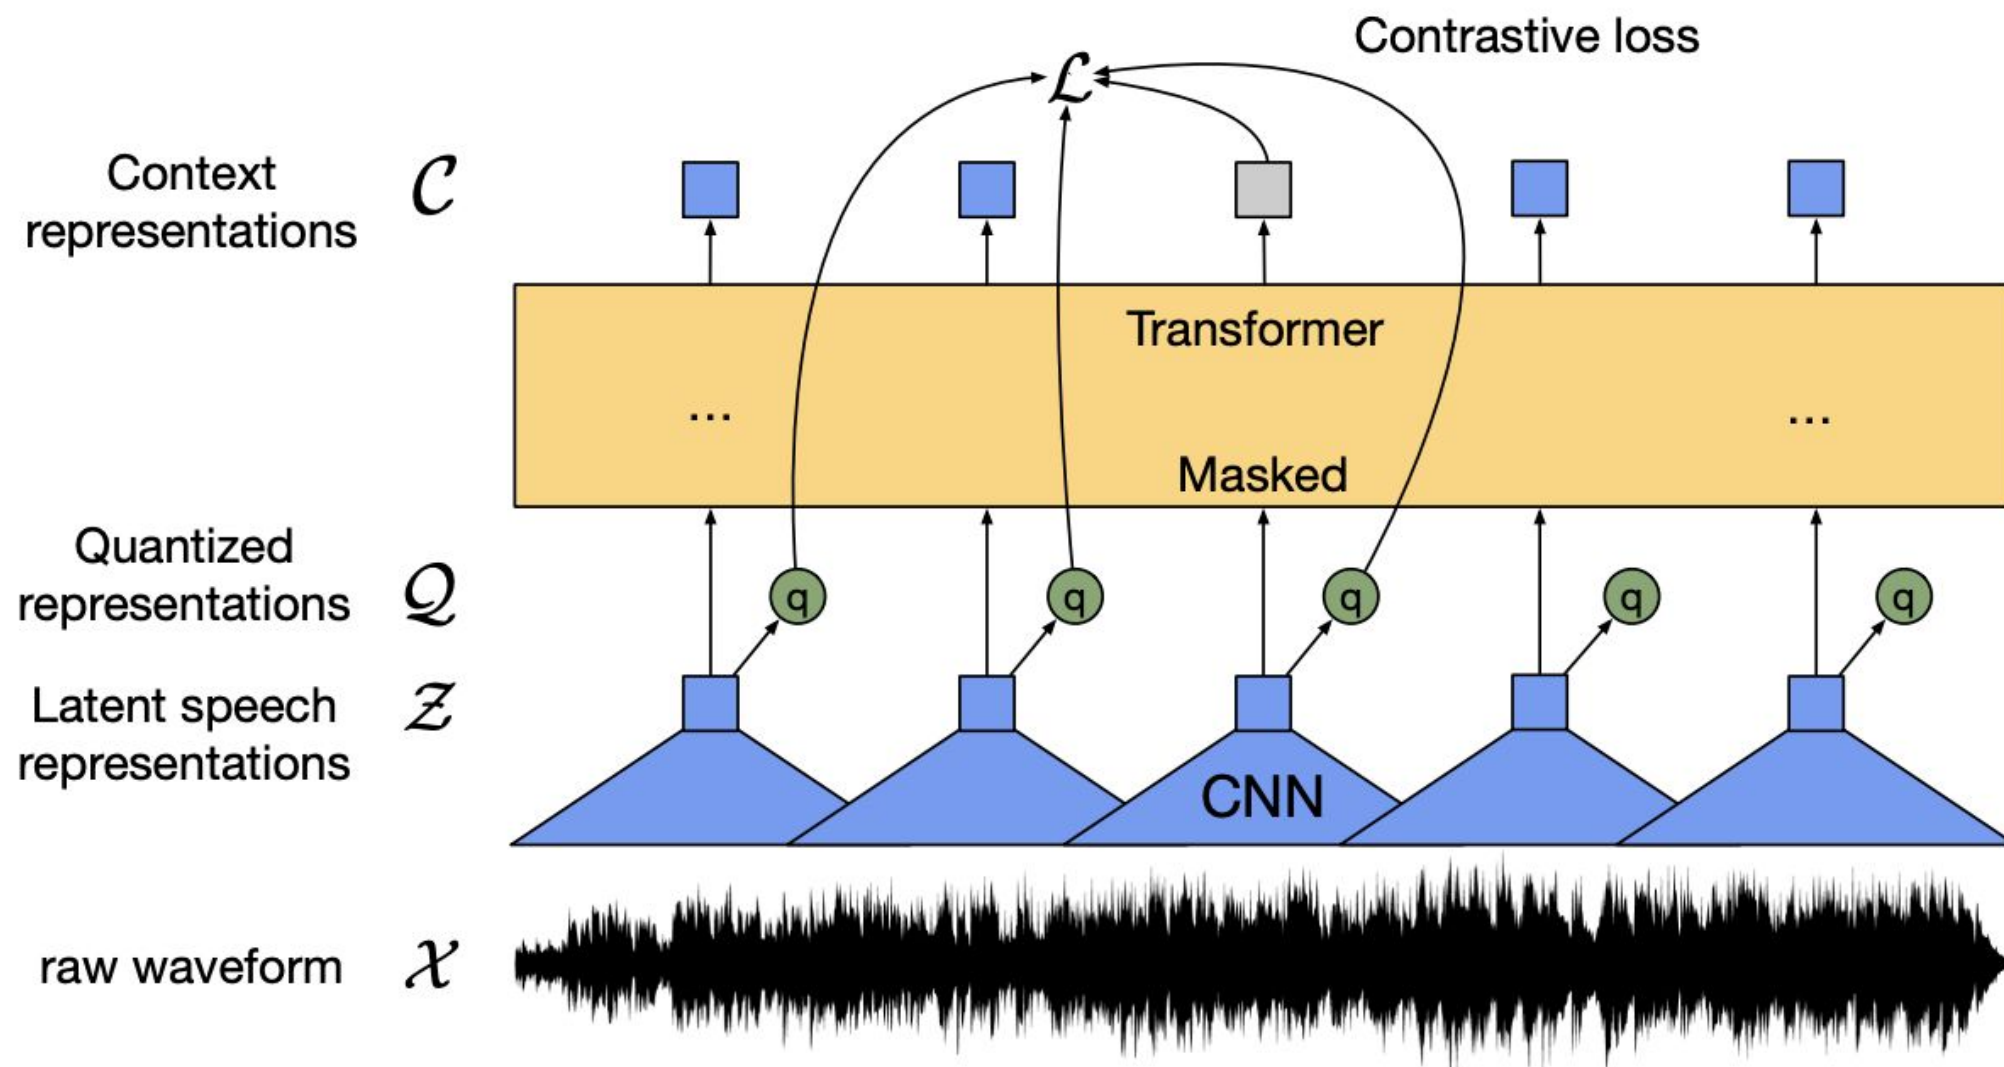 Contrastive loss
ℒ
Context
representations
𝒞
Transformer
...
...
Masked
Quantized
representations
𝒬
q
q
q
q
q
Latent speech
representations
𝒵
CNN
raw waveform
𝒳